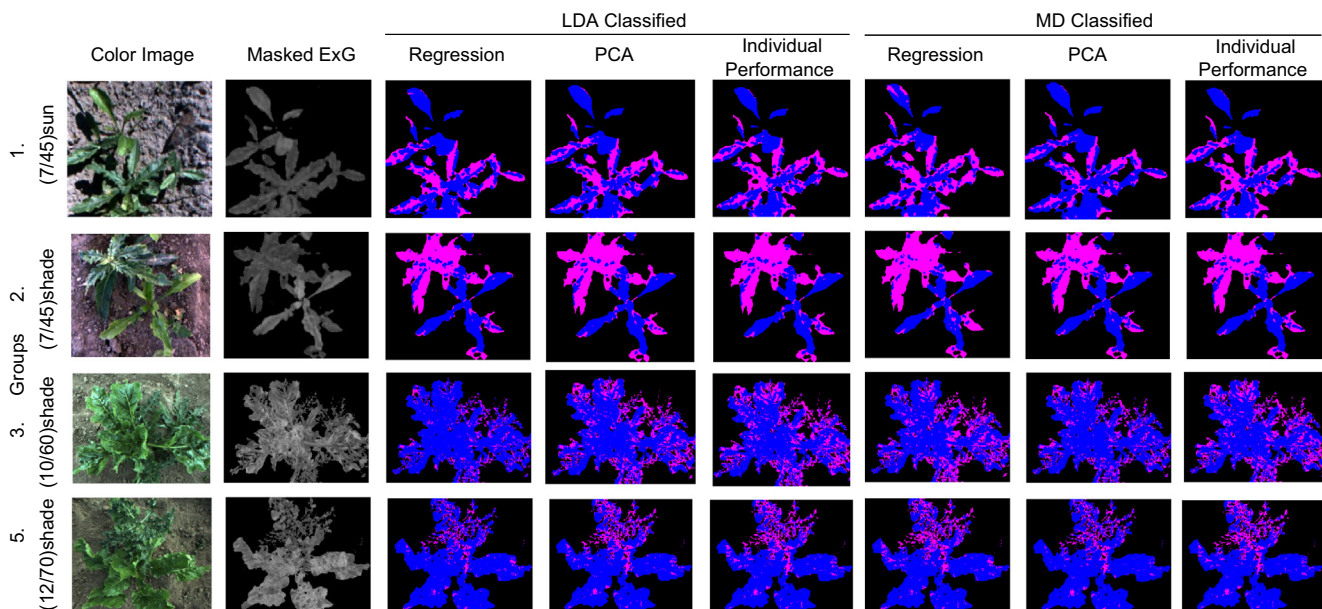 LDA Classified
MD Classified
Color Image
Masked ExG
Regression
PCA
Individual
Performance
Regression
PCA
Individual
Performance
Groups
1.
(7/45)sun
2.
(7/45)shade
3.
(10/60)shade
5.
(12/70)shade